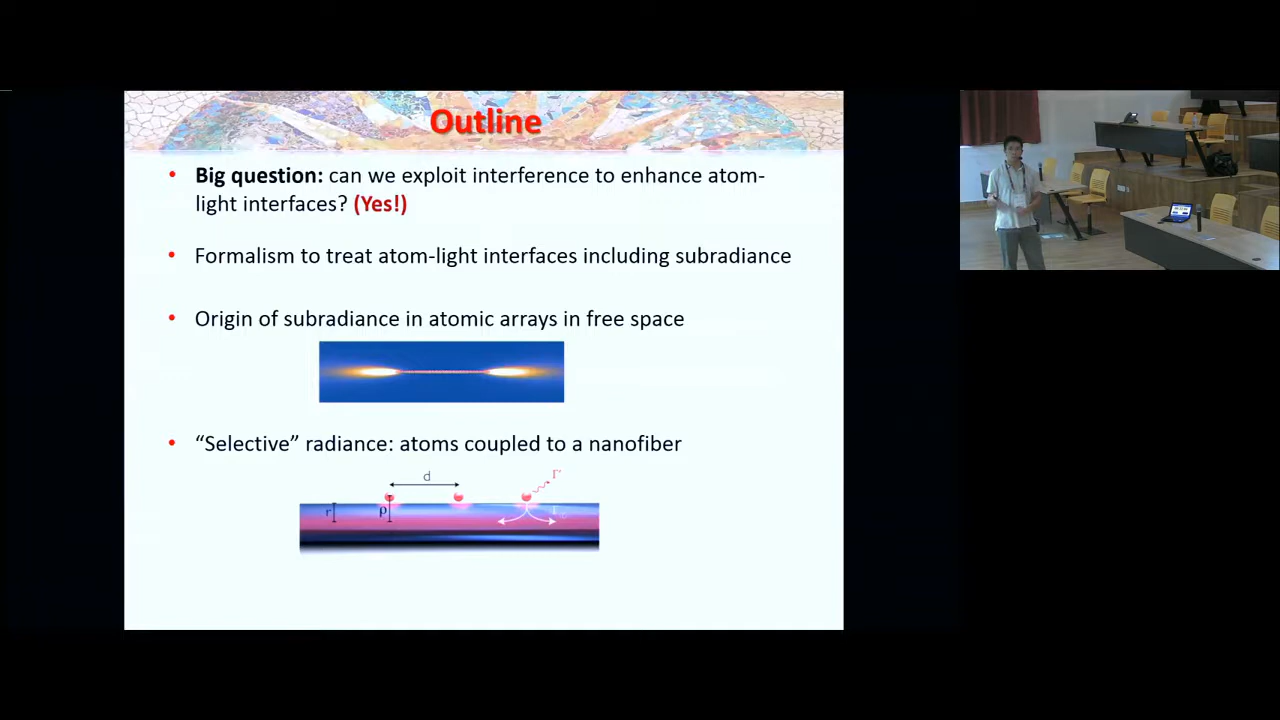 Outline
• Big question: can we exploit interference to enhance atom-
light interfaces? (Yes!)
• Formalism to treat atom-light interfaces including subradiance
• Origin of subradiance in atomic arrays in free space
• “Selective” radiance: atoms coupled to a nanofiber
d
r
ρ